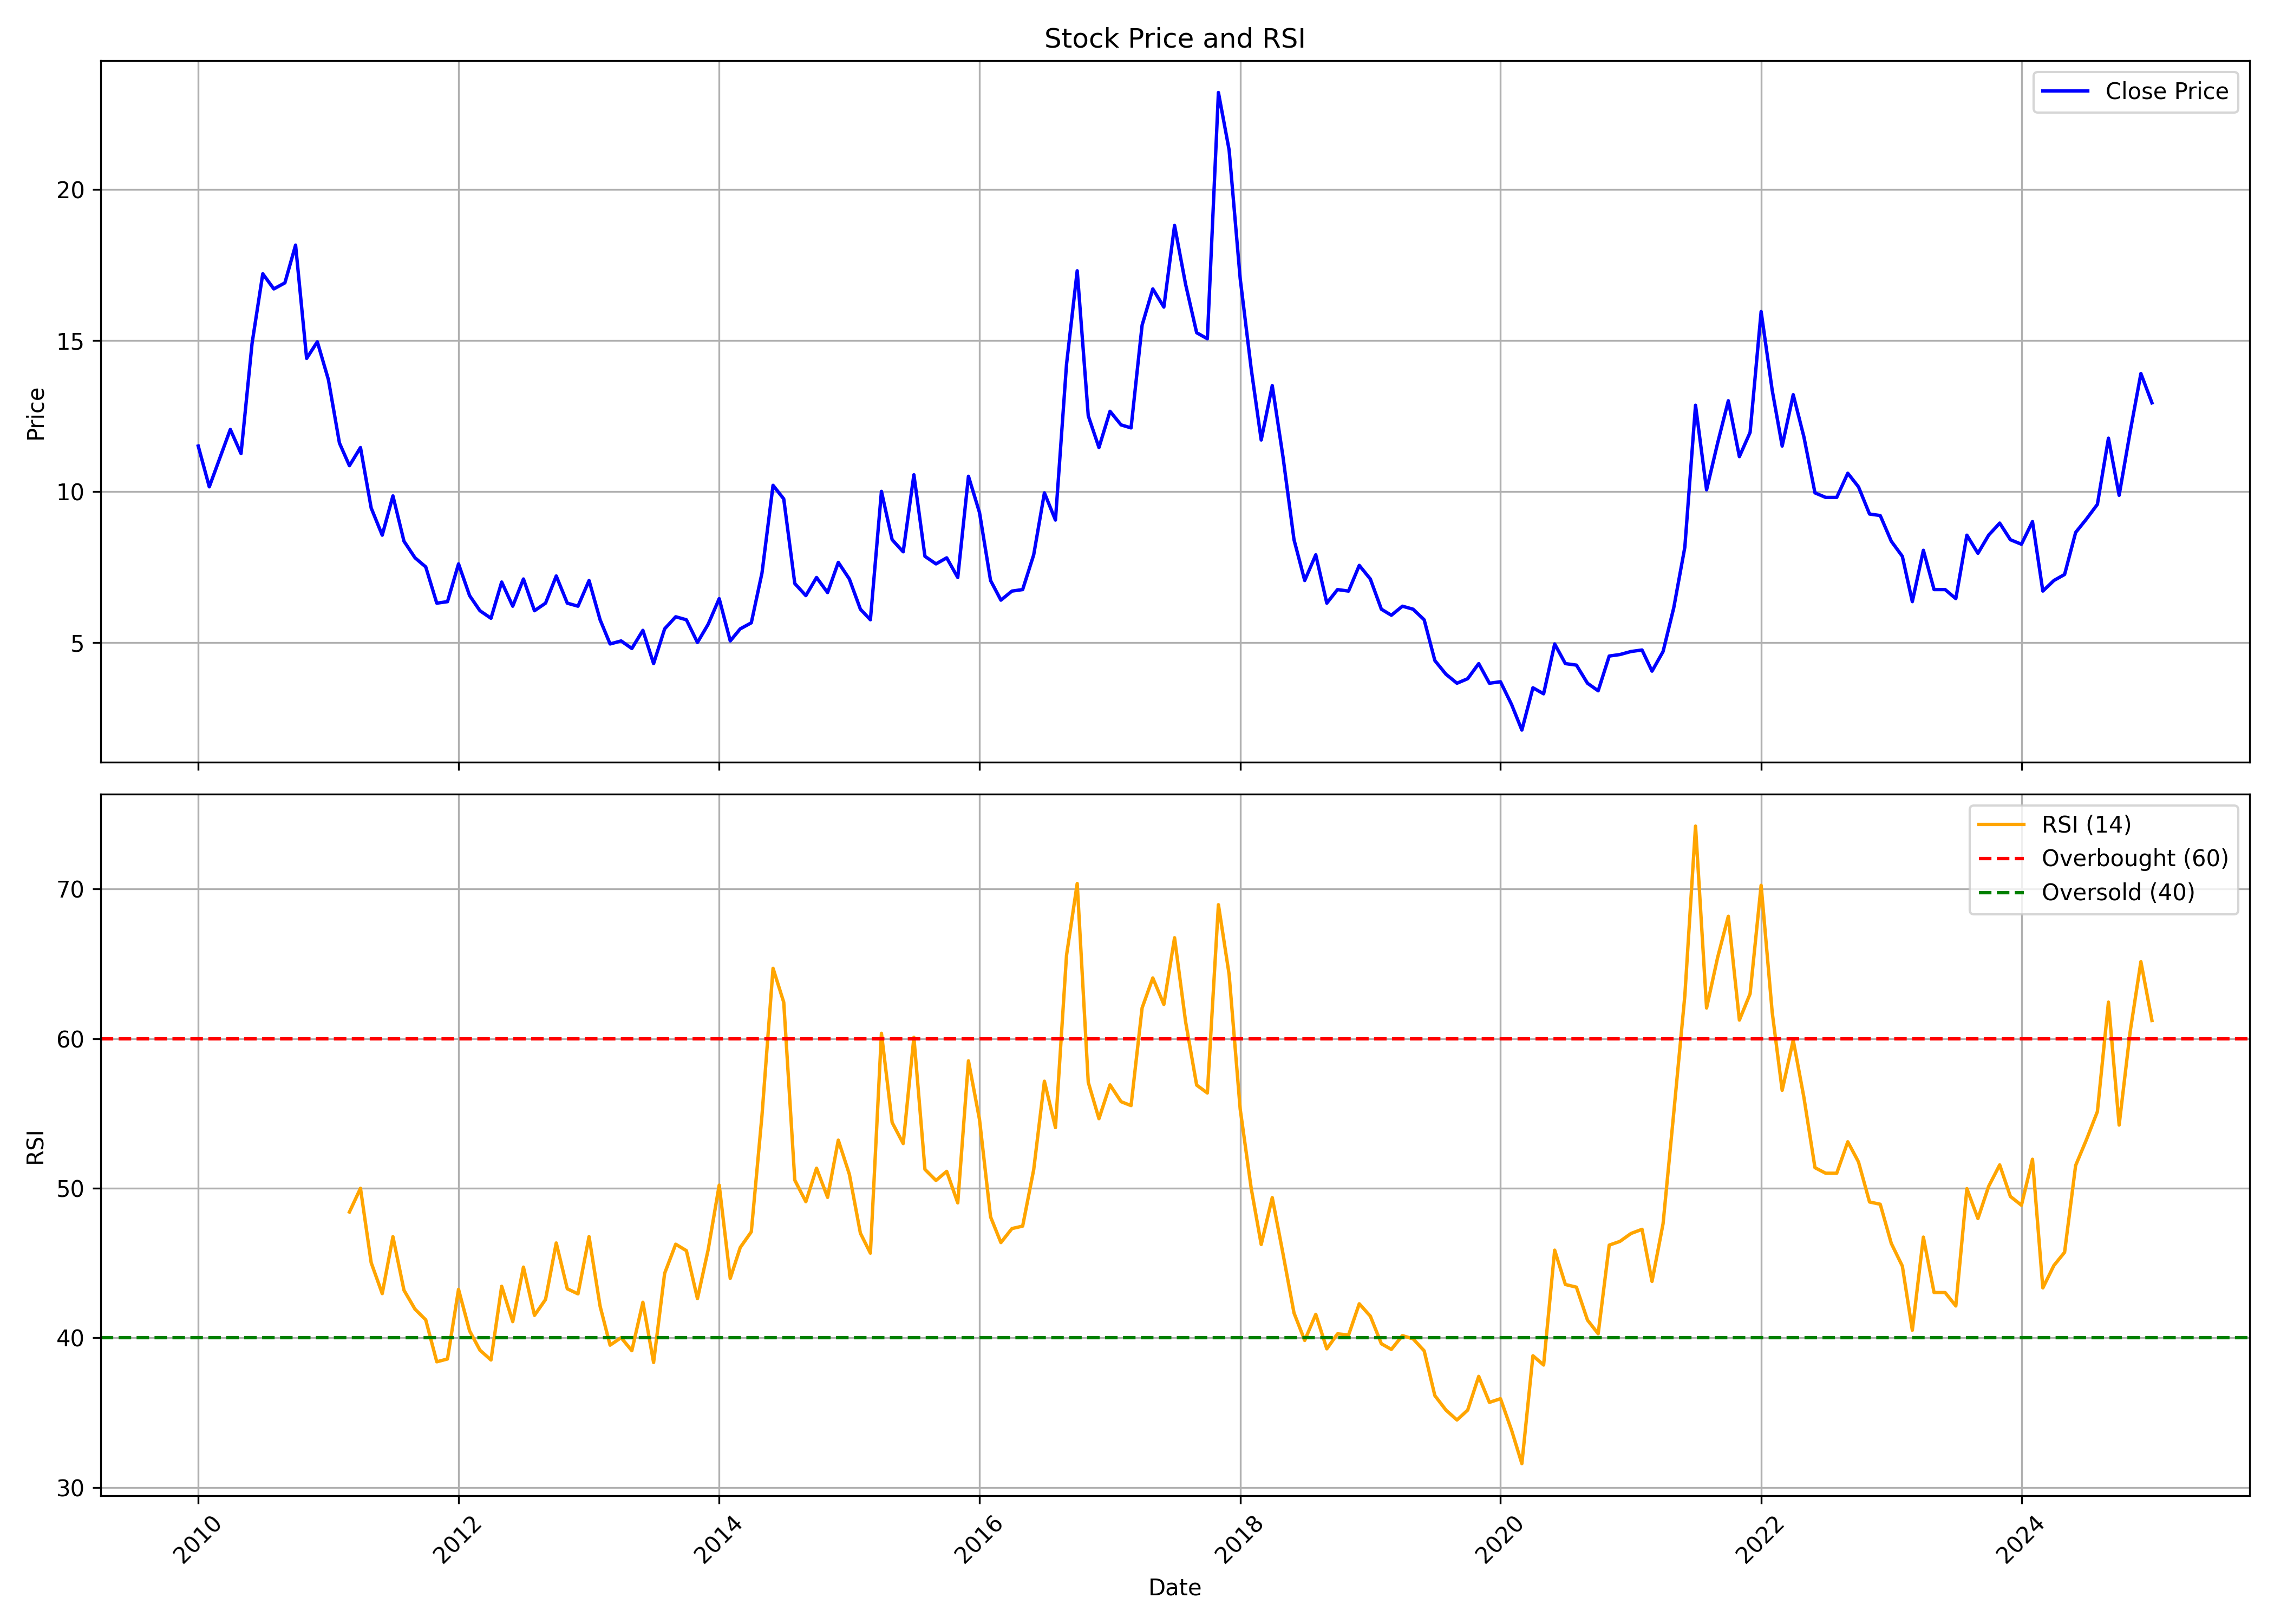 Stock Price and RSI
Close Price
Price
20
15
10
5
RSI (14)
Overbought (60)
Oversold (40)
RSI
70
60
50
40
30
2010
2012
2014
2016
2018
2020
2022
2024
Date